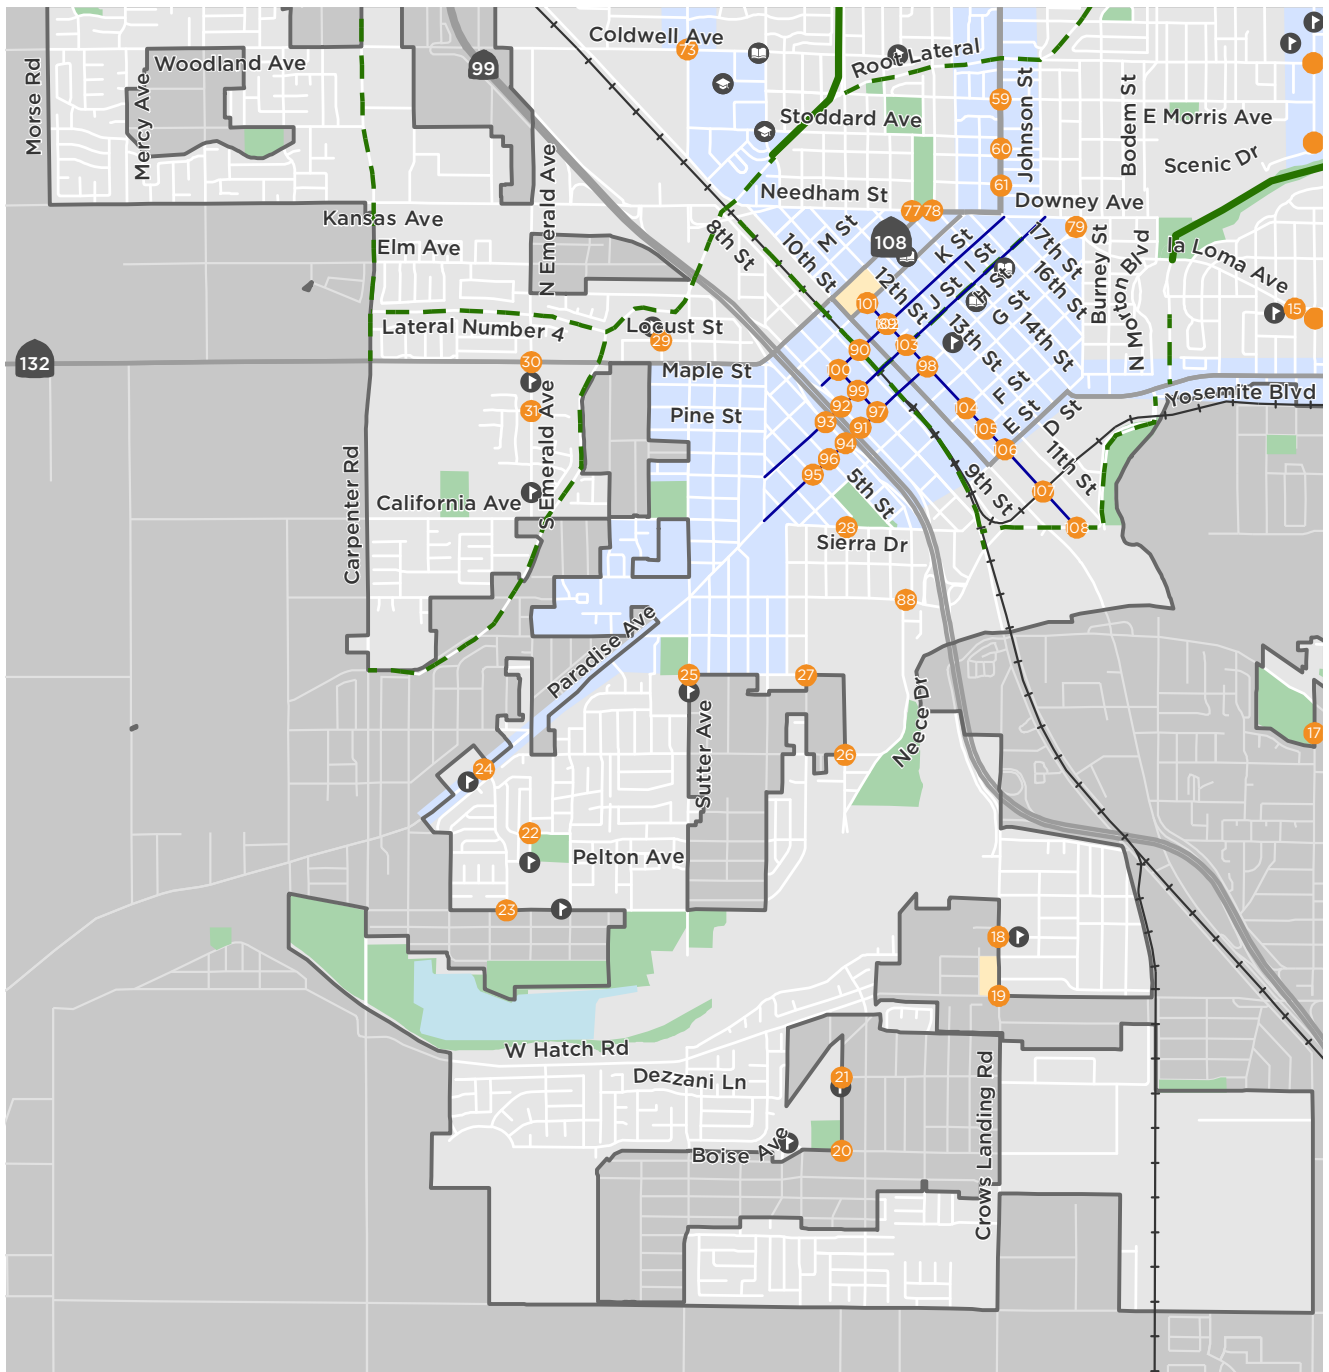 Coldwell Ave
73
Root Lateral
Woodland Ave
99
Morse Rd
Mercy Ave
59
Johnson St
Bodem St
Stoddard Ave
E Morris Ave
60
Scenic Dr
N Emerald Ave
Needham St
61
Downey Ave
Kansas Ave
77
78
79
8th St
M St
108
K St
17th St
Burney St
N Morton Blvd
la Loma Ave
Elm Ave
10th St
I St
16th St
12th St
J St
H St
101
G St
15
Lateral Number 4
Locust St
29
103
13th St
14th St
90
132
30
Maple St
100
98
99
F St
Yosemite Blvd
31
S Emerald Ave
Pine St
92
97
104
E St
D St
93
91
105
94
106
11th St
Carpenter Rd
96
95
California Ave
5th St
9th St
107
28
108
Sierra Dr
88
Paradise Ave
25
27
Neece Dr
17
Sutter Ave
26
24
22
Pelton Ave
23
18
19
W Hatch Rd
Dezzani Ln
21
Crows Landing Rd
Boise Ave
20